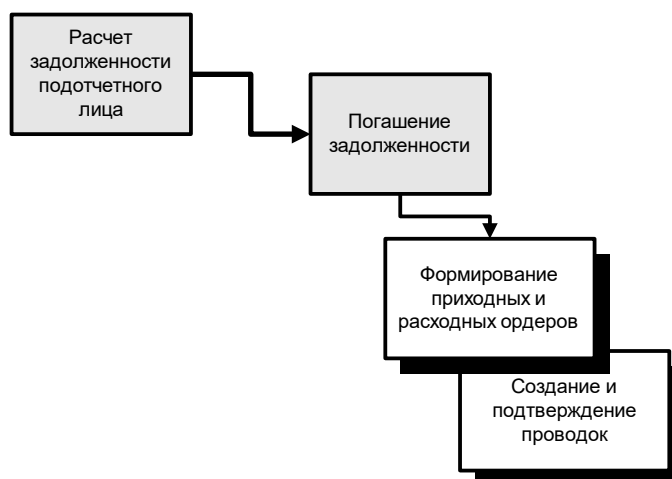 Расчет
задолженности
подотчетного
лица
Погашение
задолженности
Формирование
приходных и
расходных ордеров
Создание и
подтверждение
проводок